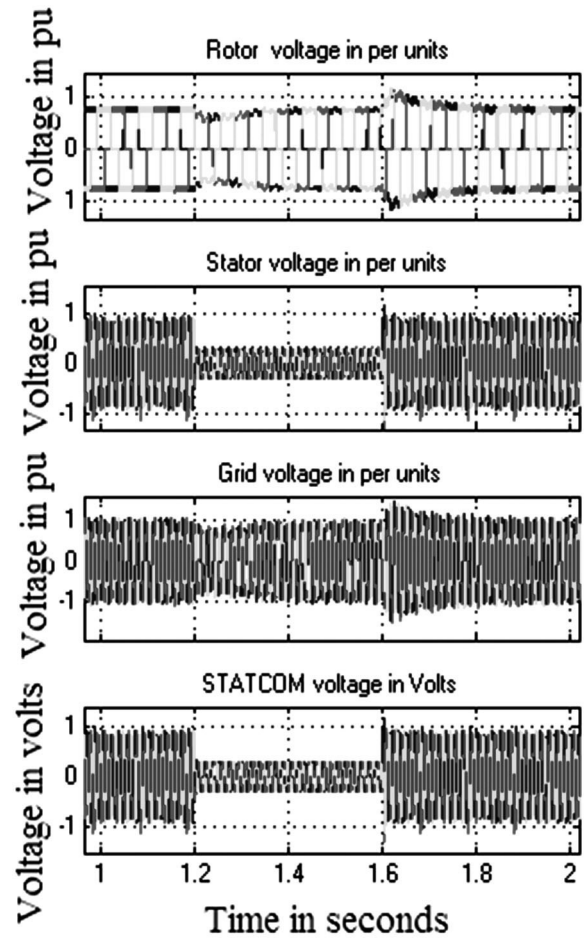 Rotor voltage in per units
Voltage in pu
1
0
1
Stator voltage in per units
Voltage in pu
1
0
-1
Grid voltage in per units
Voltage in pu
1
0
-1
STATCOM voltage in Volts
Voltage in volts
1
0
-1
1
1.2
1.4
1.6
1.8
2
Time in seconds